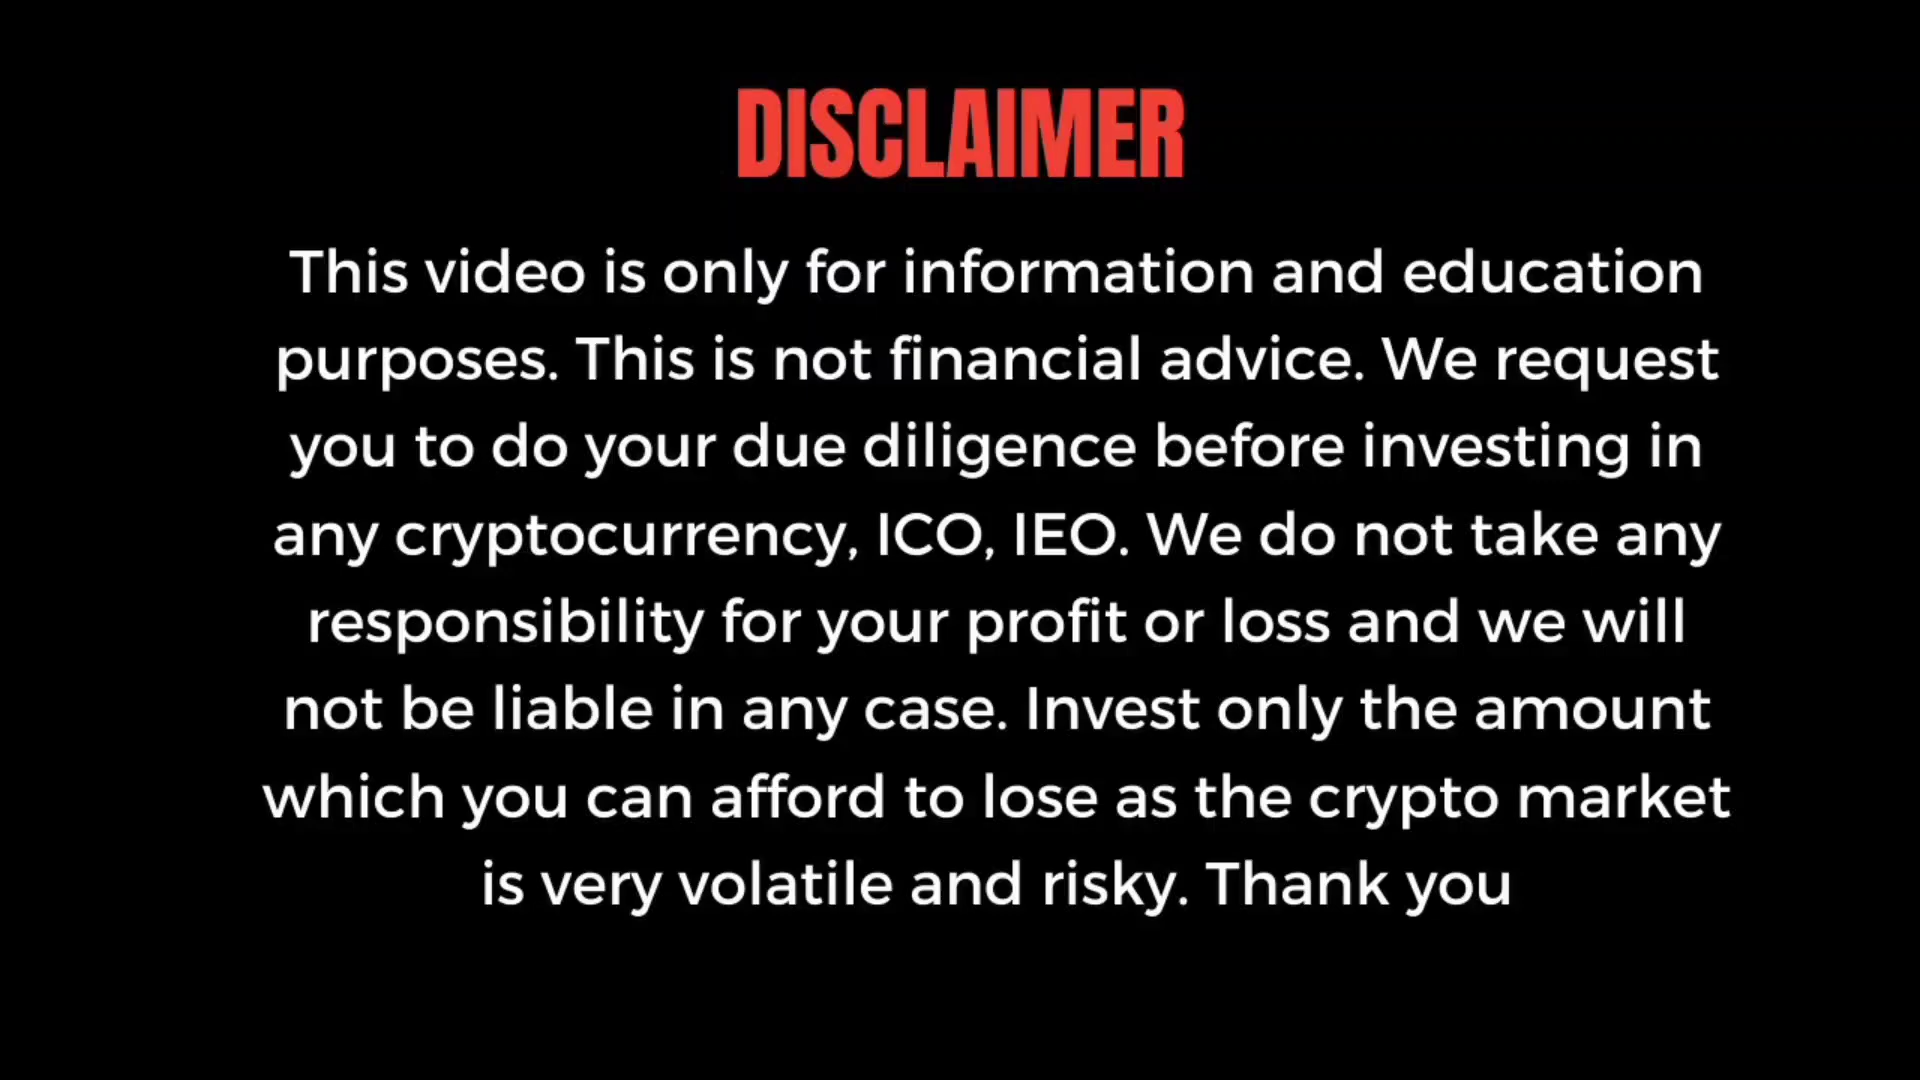 DISCLAIMER
This video is only for information and education
purposes. This is not financial advice. We request
you to do your due diligence before investing in
any cryptocurrency, ICO, IEO. We do not take any
responsibility for your profit or loss and we will
not be liable in any case. Invest only the amount
which you can afford to lose as the crypto market
is very volatile and risky. Thank you